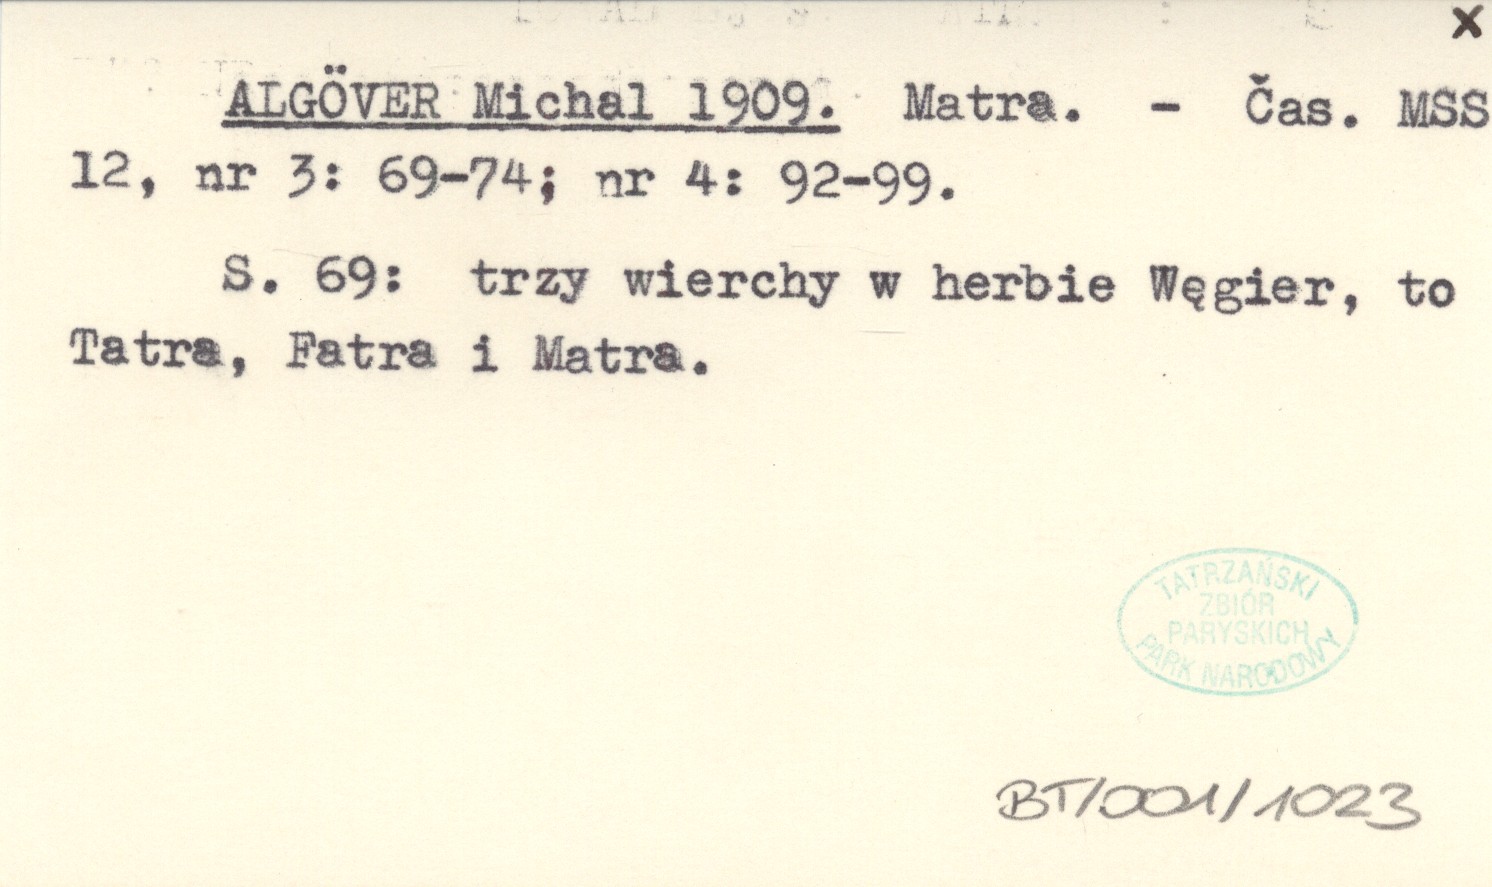 x
ALGÖVER Michal 1909. Matra. - Čas. MSS
12, nr 3: 69-74; nr 4: 92-99.
S. 69: trzy wierchy w herbie Węgier, to
Tatra, Fatra i Matra.
TATRZAŃSKI
ZBIÓR
PARYSKICH
PARK NARODOWY
BT/001/1023